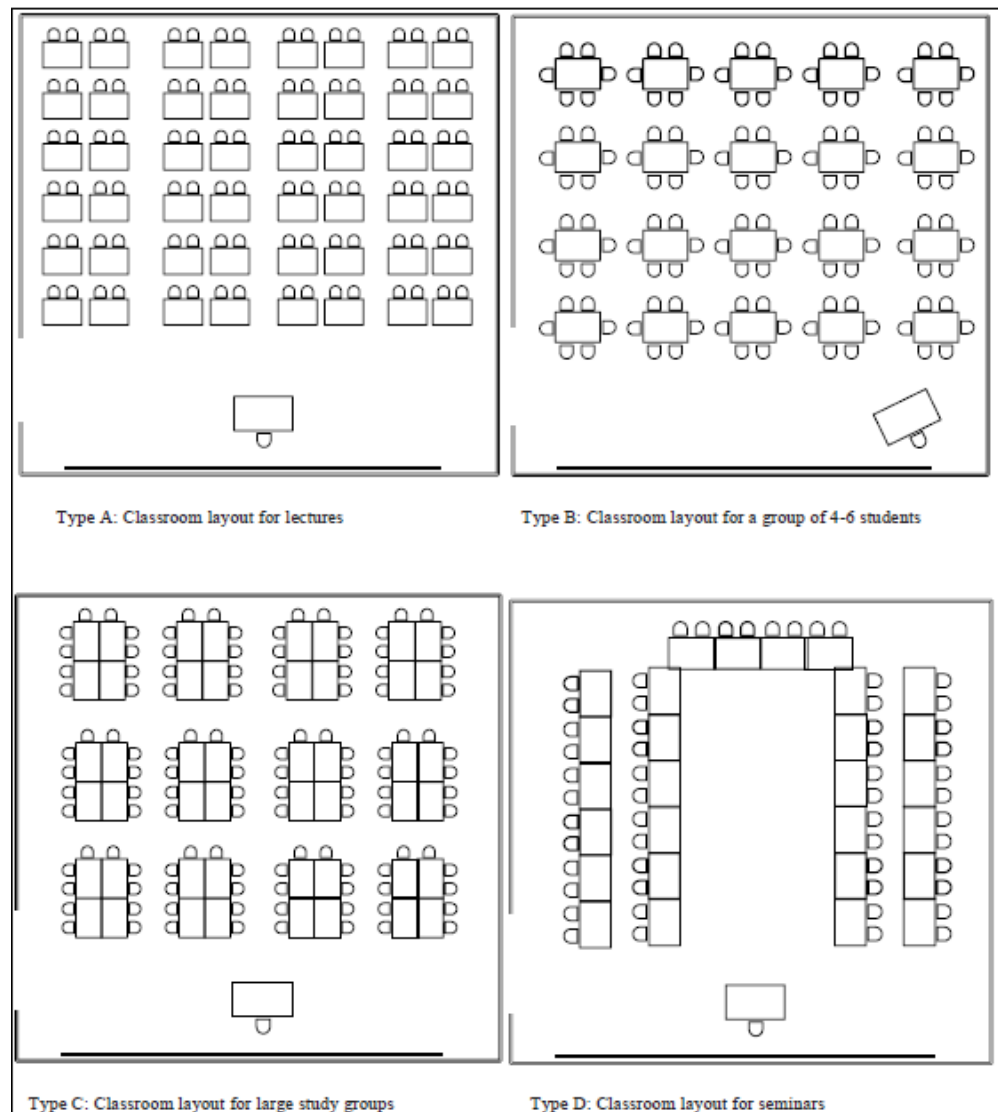 Type A: Classroom layout for lectures
Type B: Classroom layout for a group of 4-6 students
Type C: Classroom layout for large study groups
Type D: Classroom layout for seminars